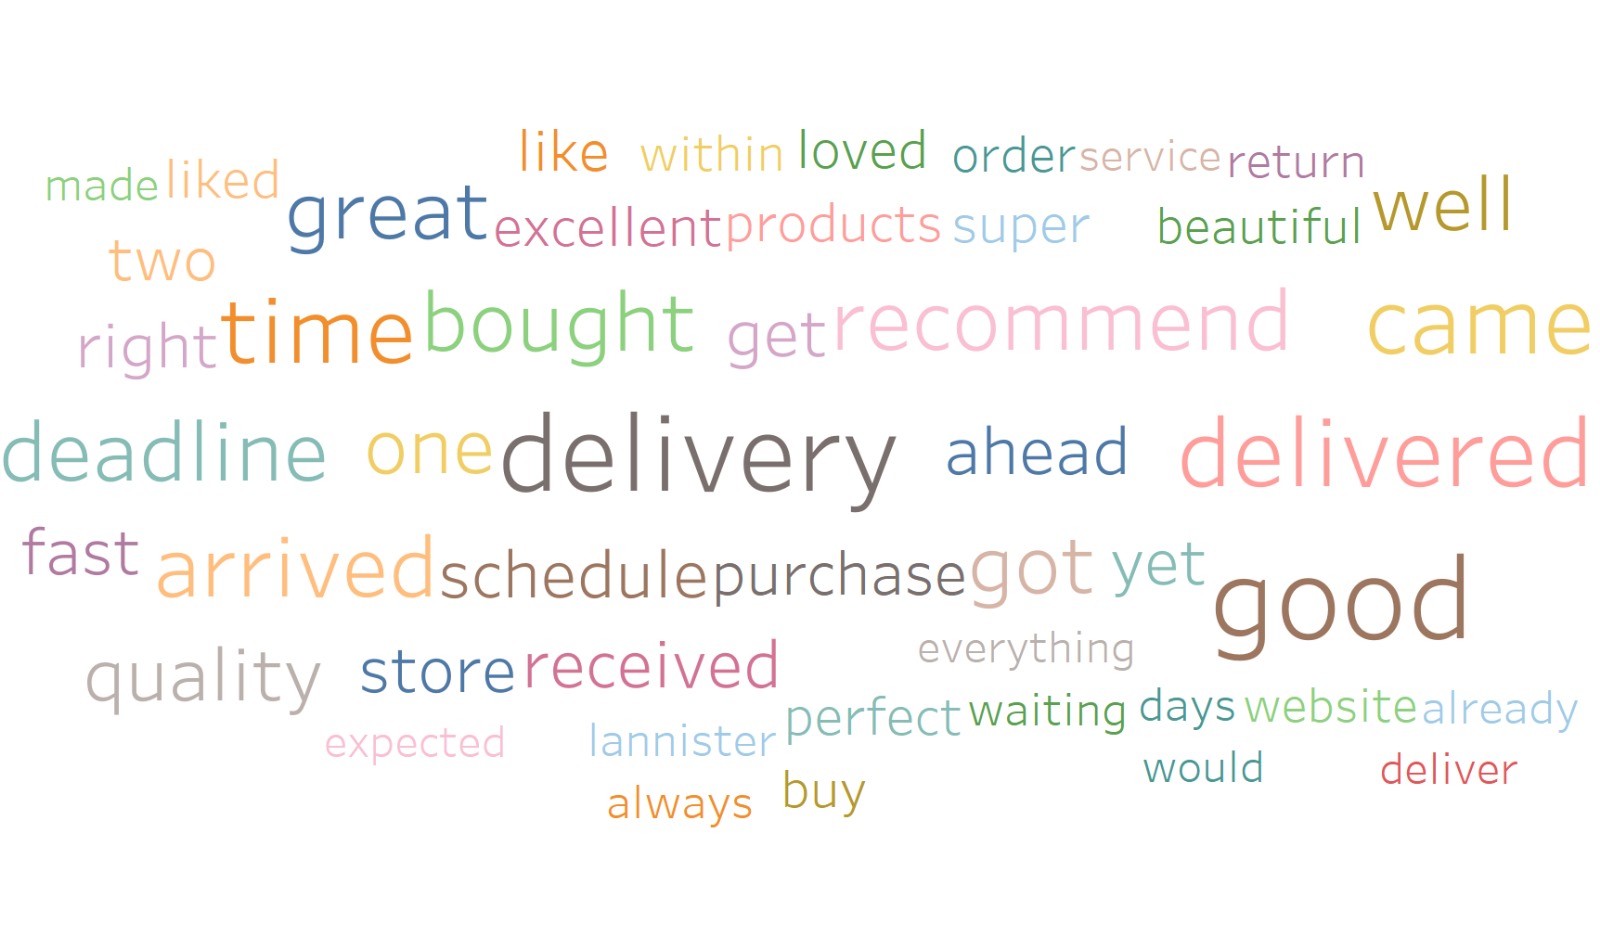 like within loved order service return
made liked great excellent products super beautiful well
two
right time bought get recommend came
deadline one delivery ahead delivered
fast arrived schedule purchase got yet good
quality store received everything
expected lannister perfect waiting days website already
would deliver
always buy